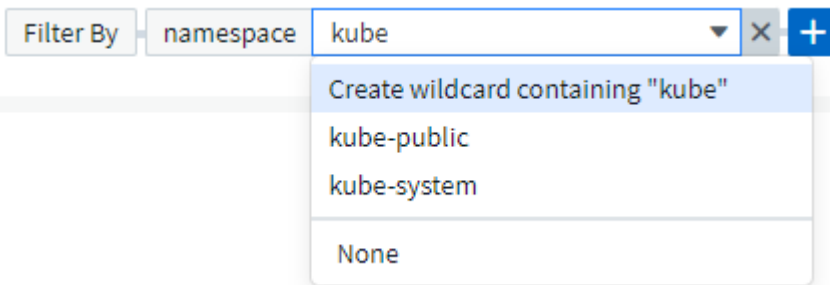 Filter By namespace kube
Create wildcard containing "kube"
kube-public
kube-system
None